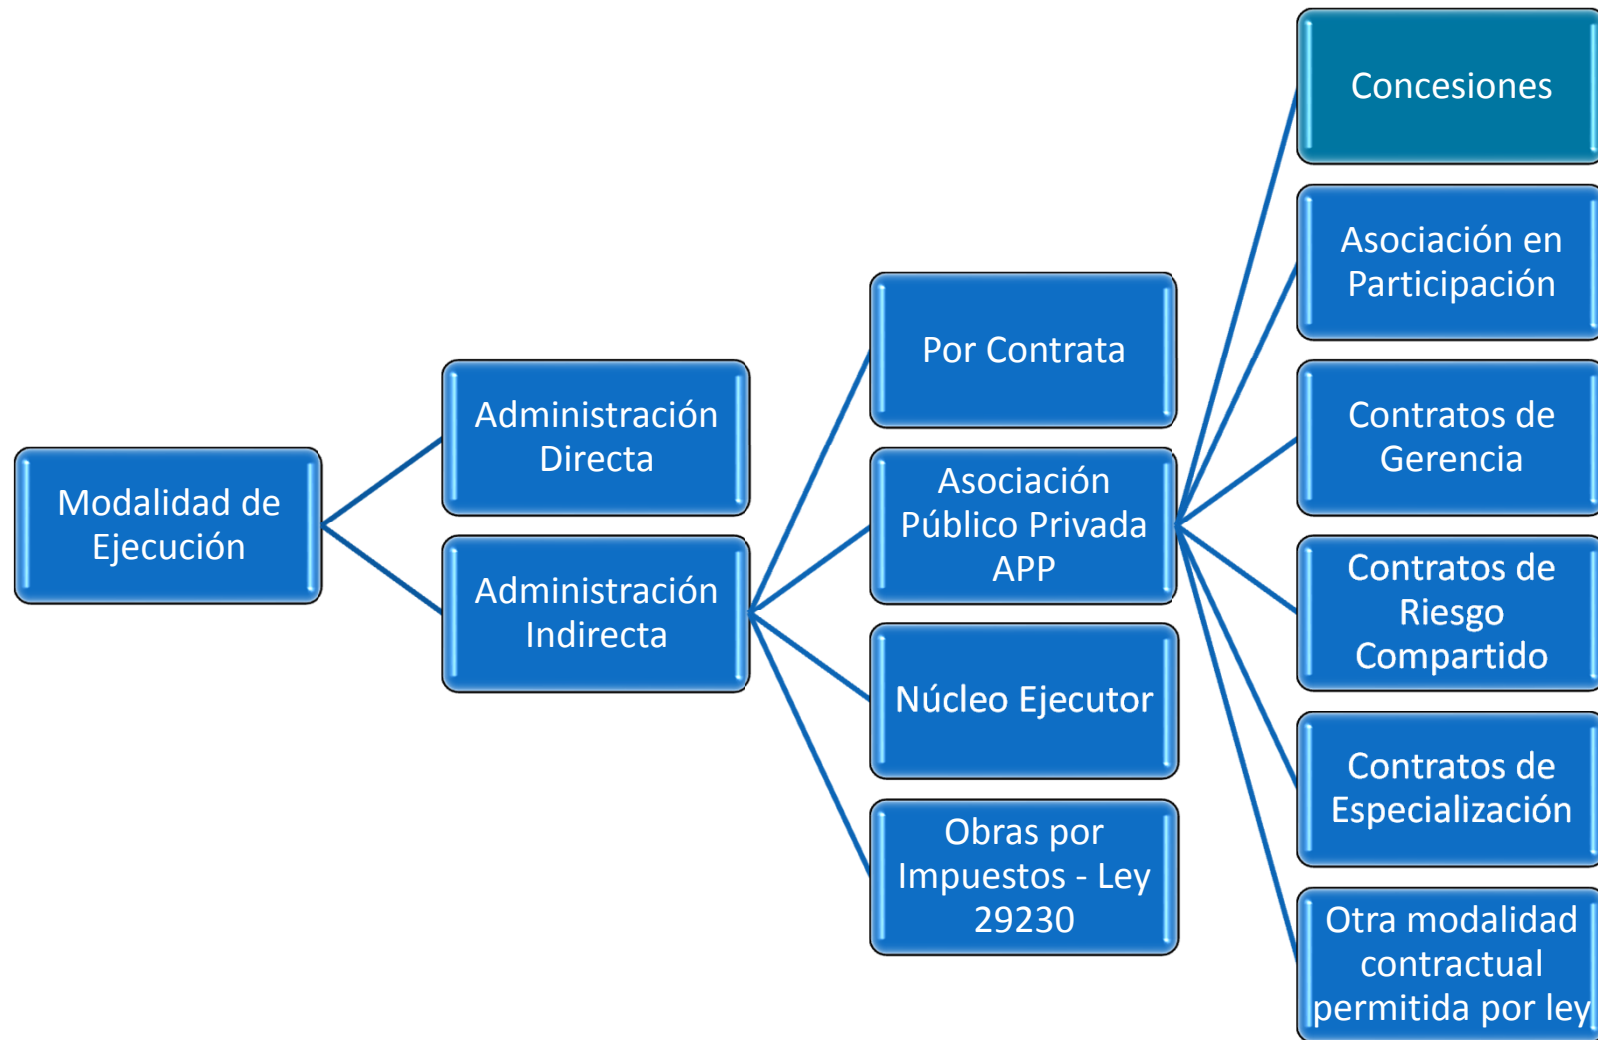 Modalidad de
Ejecución
Administración
Directa
Administración
Indirecta
Por Contrata
Asociación
Público Privada
APP
Núcleo Ejecutor
Obras por
Impuestos - Ley
29230
Concesiones
Asociación en
Participación
Contratos de
Gerencia
Contratos de
Riesgo
Compartido
Contratos de
Especialización
Otra modalidad
contractual
permitida por ley